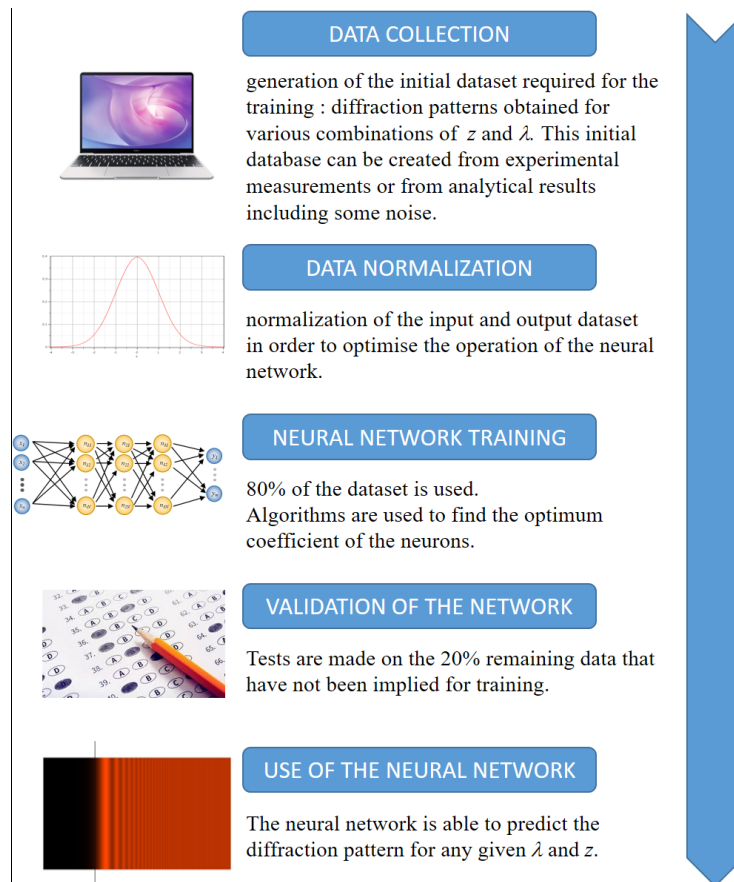 DATA COLLECTION
generation of the initial dataset required for the
training : diffraction patterns obtained for
various combinations of z and λ. This initial
database can be created from experimental
measurements or from analytical results
including some noise.
DATA NORMALIZATION
normalization of the input and output dataset
in order to optimise the operation of the neural
network.
NEURAL NETWORK TRAINING
80% of the dataset is used.
Algorithms are used to find the optimum
coefficient of the neurons.
VALIDATION OF THE NETWORK
Tests are made on the 20% remaining data that
have not been implied for training.
USE OF THE NEURAL NETWORK
The neural network is able to predict the
diffraction pattern for any given λ and z.